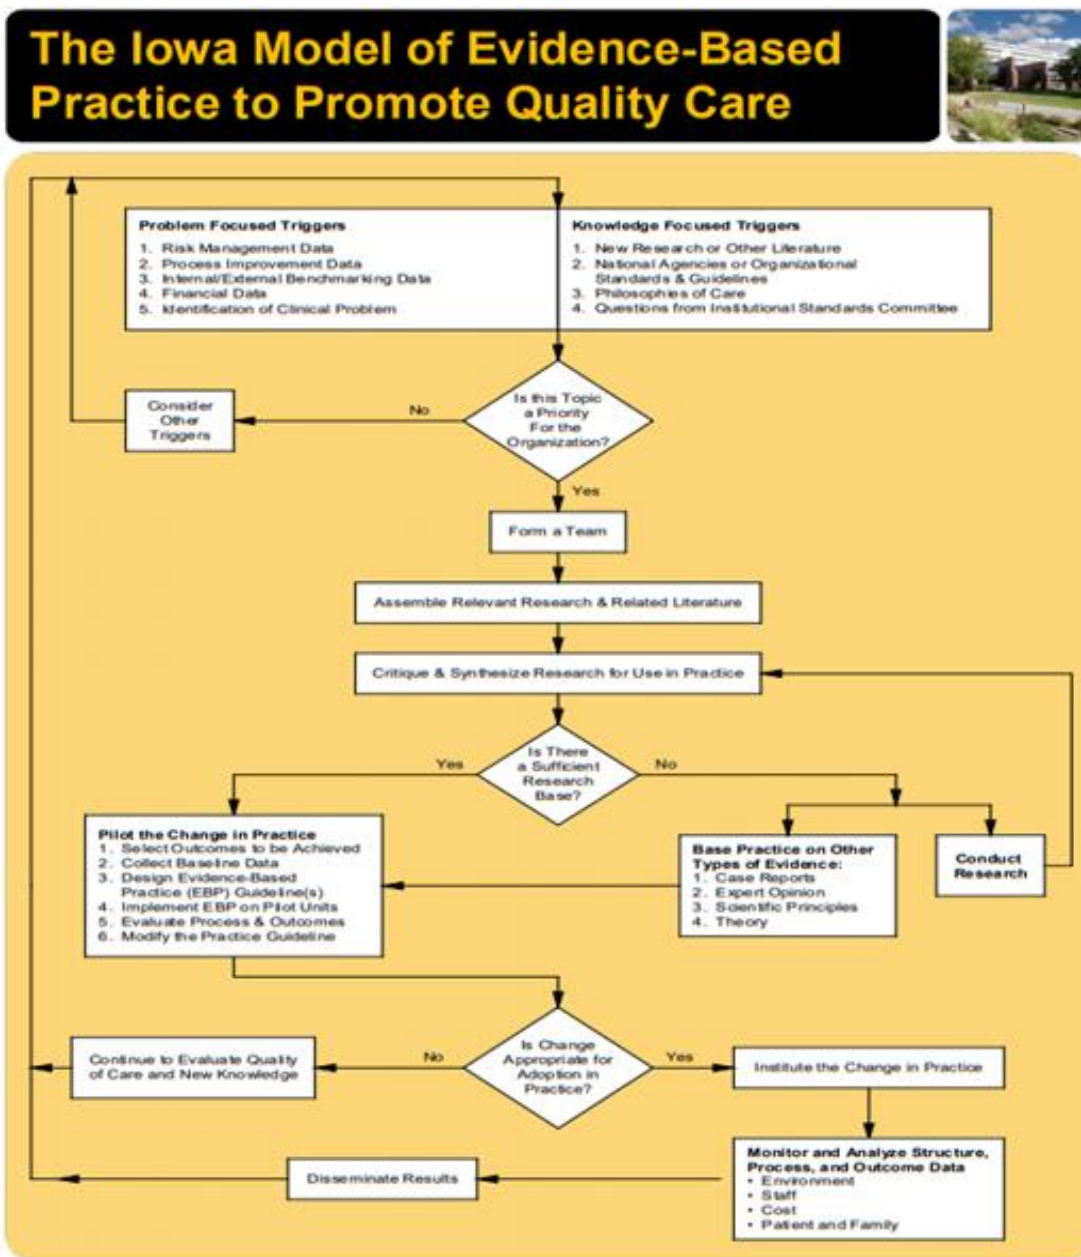 The Iowa Model of Evidence-Based
Practice to Promote Quality Care
Problem Focused Triggers
1. Risk Management Data
2. Process Improvement Data
3. Internal/External Benchmarking Data
4. Financial Data
5. Identification of Clinical Problem
Knowledge Focused Triggers
1. New Research or Other Literature
2. National Agencies or Organizational
Standards & Guidelines
3. Philosophies of Care
4. Questions from Institutional Standards Committee
Consider
Other
Triggers
No
Is this Topic
a Priority
For the
Organization?
Yes
Form a Team
Assemble Relevant Research & Related Literature
Critique & Synthesize Research for Use in Practice
Yes
Is There
a Sufficient
Research
Base?
No
Pilot the Change in Practice
1. Select Outcomes to be Achieved
2. Collect Baseline Data
3. Design Evidence-Based
Practice (EBP) Guideline(s)
4. Implement EBP on Pilot Units
5. Evaluate Process & Outcomes
6. Modify the Practice Guideline
Base Practice on Other
Types of Evidence:
1. Case Reports
2. Expert Opinion
3. Scientific Principles
4. Theory
Conduct
Research
Continue to Evaluate Quality
of Care and New Knowledge
No
Is Change
Appropriate for
Adoption in
Practice?
Yes
Institute the Change in Practice
Disseminate Results
Monitor and Analyze Structure,
Process, and Outcome Data
• Environment
• Staff
• Cost
• Patient and Family